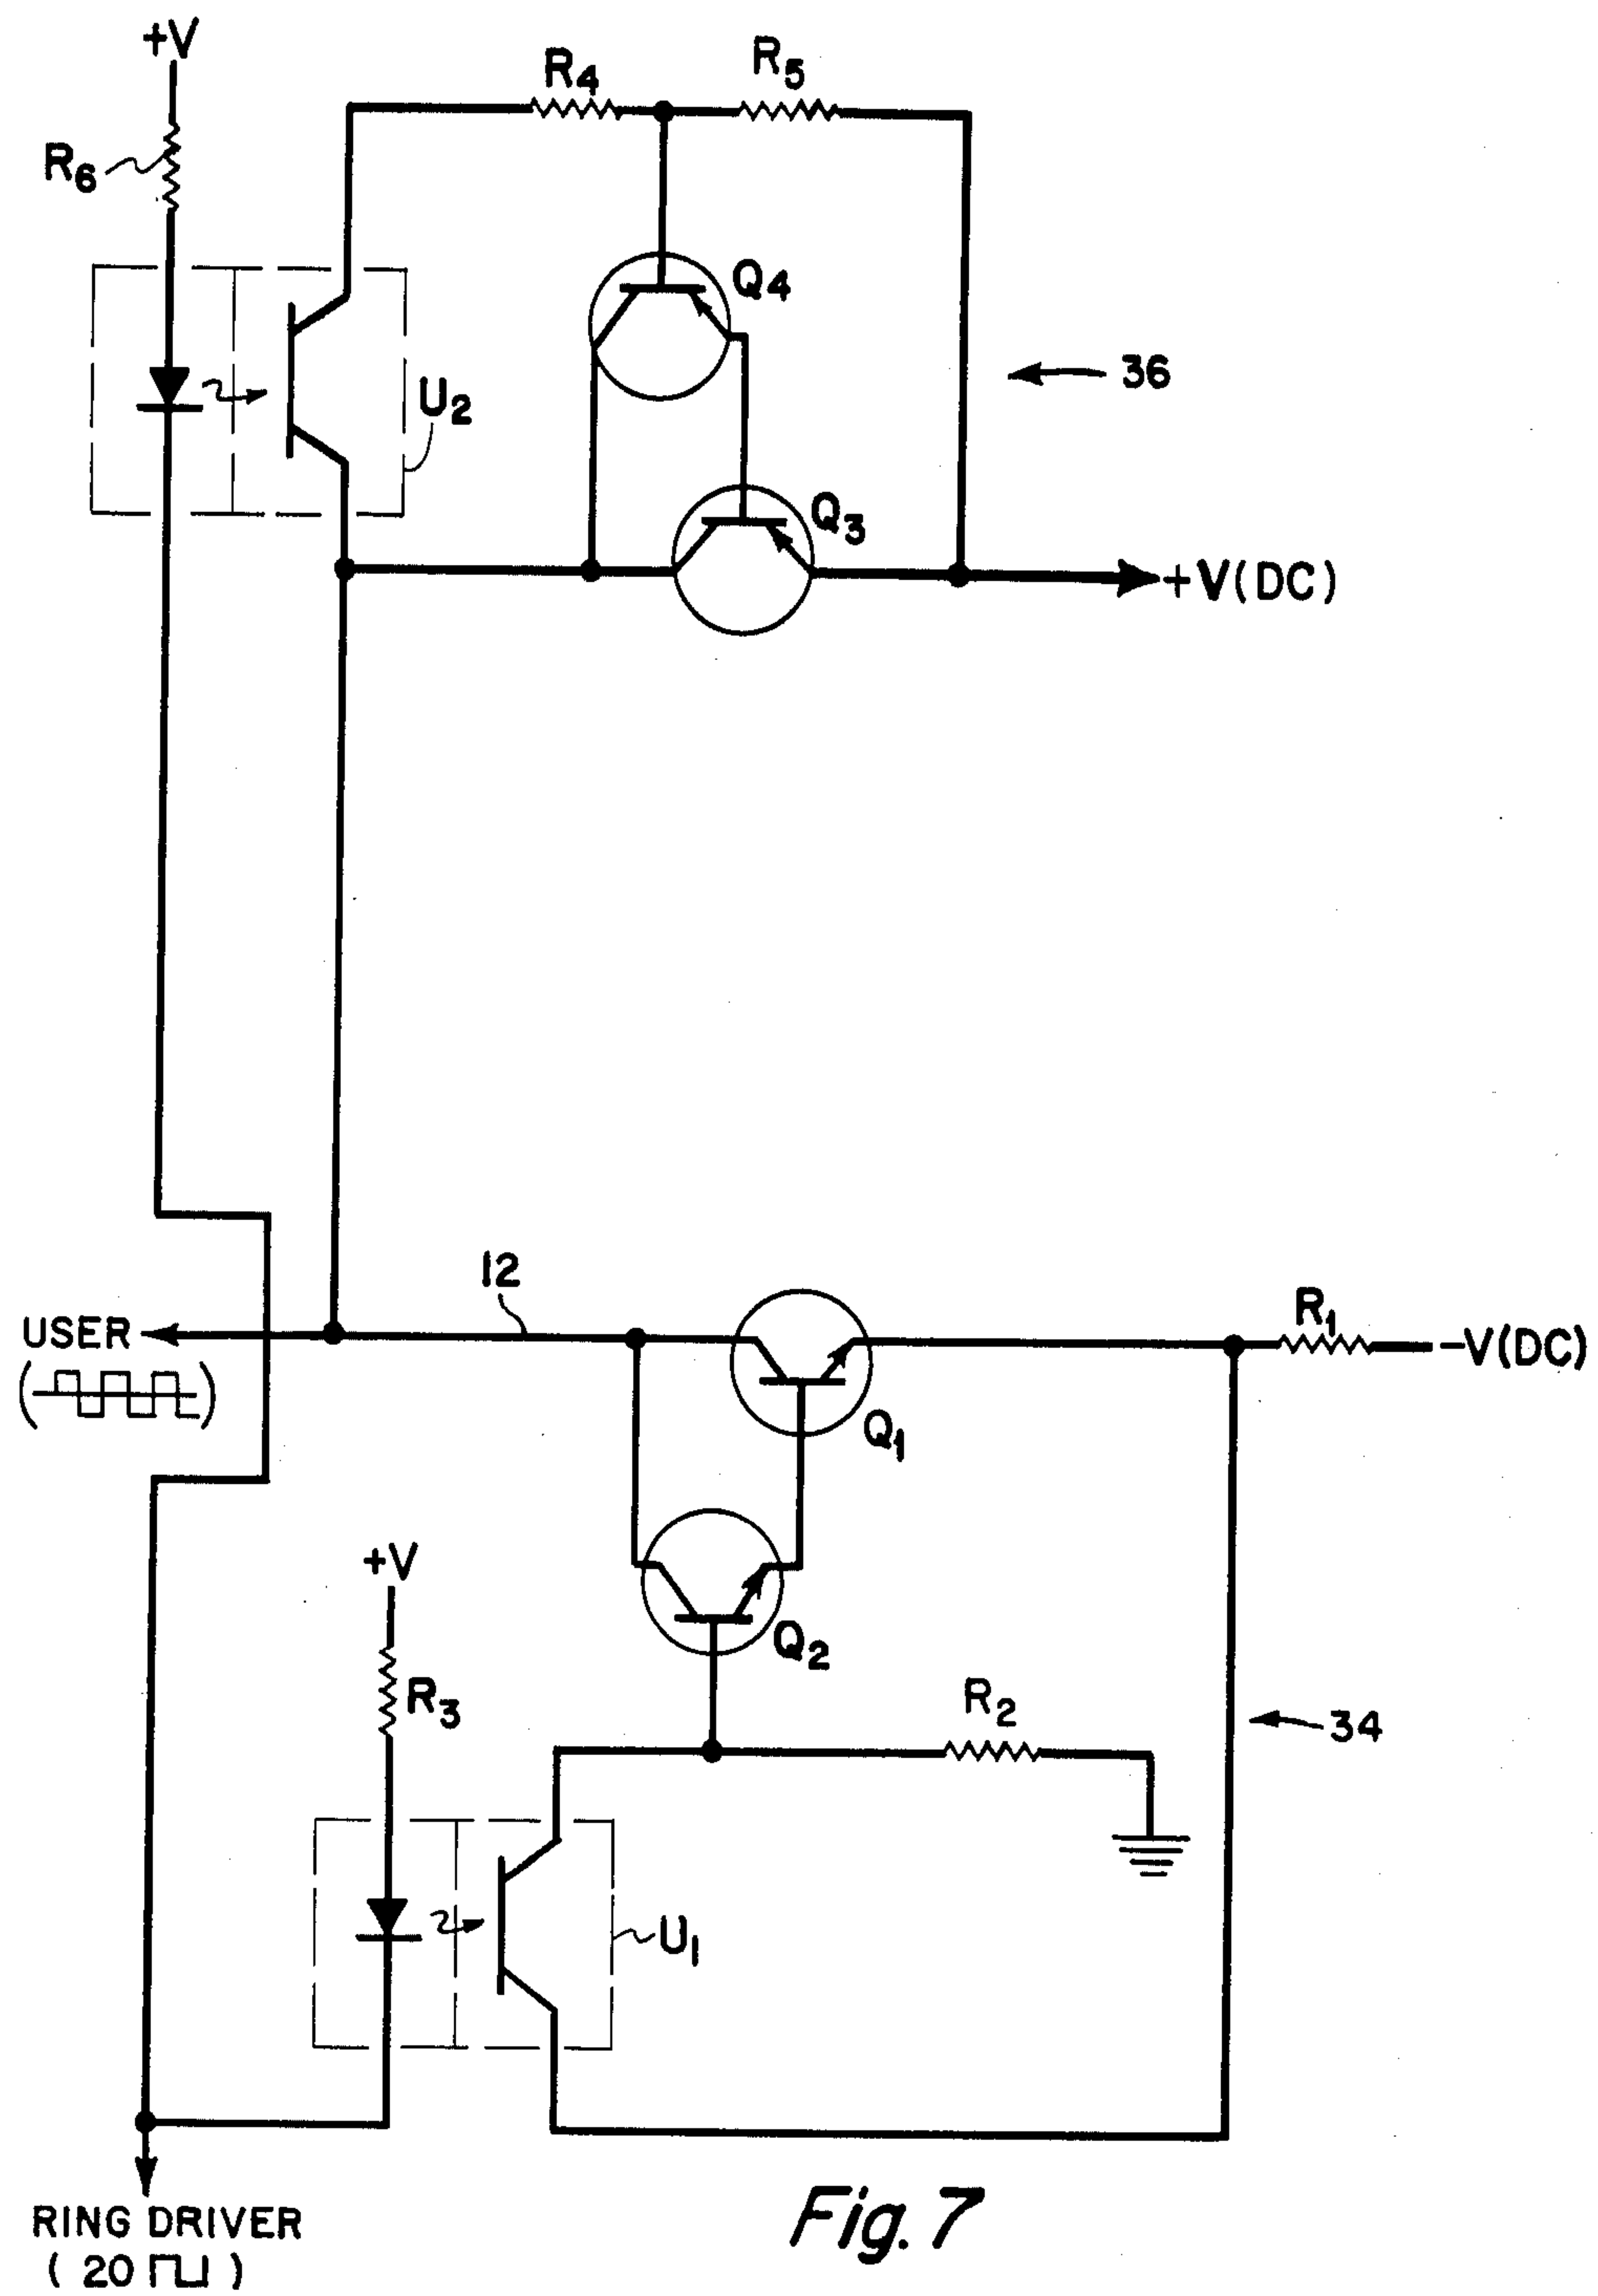 +V
R4
R5
R6
Q4
36
U2
Q3
+V(DC)
12
R1
USER
-V(DC)
Q1
+V
Q2
R3
R2
34
U1
RING DRIVER
( 20 )
Fig. 7